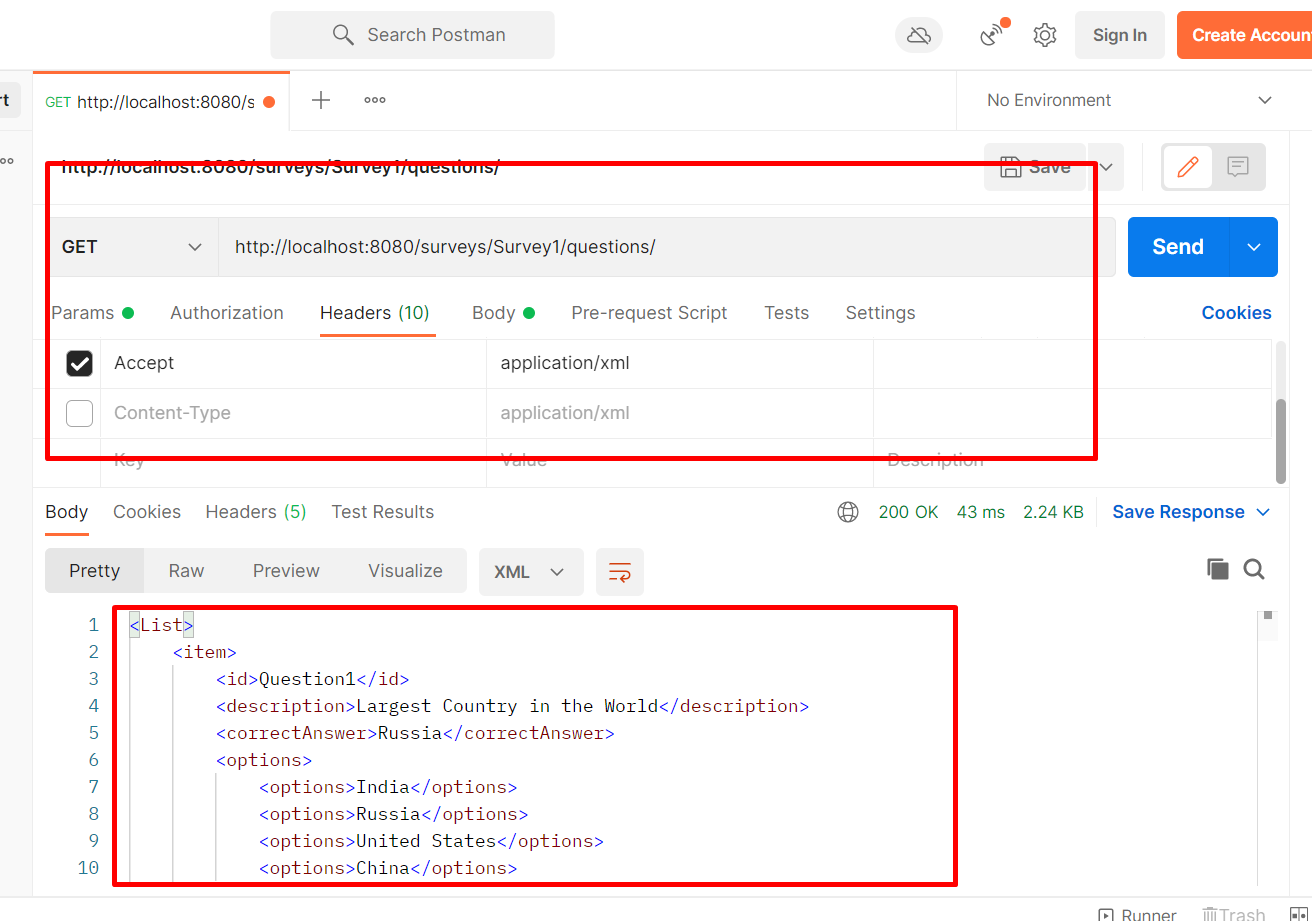 Search Postman
Sign In
Create Accoun
rt
GET http://localhost:8080/s
No Environment
http://localhost:8080/surveys/Survey1/questions/
Save
GET
http://localhost:8080/surveys/Survey1/questions/
Send
Params
Authorization
Headers (10)
Body
Pre-request Script
Tests
Settings
Cookies
Accept
application/xml
Content-Type
application/xml
Key
Value
Description
Body
Cookies
Headers (5)
Test Results
200 OK
43 ms
2.24 KB
Save Response
Pretty
Raw
Preview
Visualize
XML
1 <List>
2 <item>
3 <id>Question1</id>
4 <description>Largest Country in the World</description>
5 <correctAnswer>Russia</correctAnswer>
6 <options>
7 <options>India</options>
8 <options>Russia</options>
9 <options>United States</options>
10 <options>China</options>
Runner
Trash